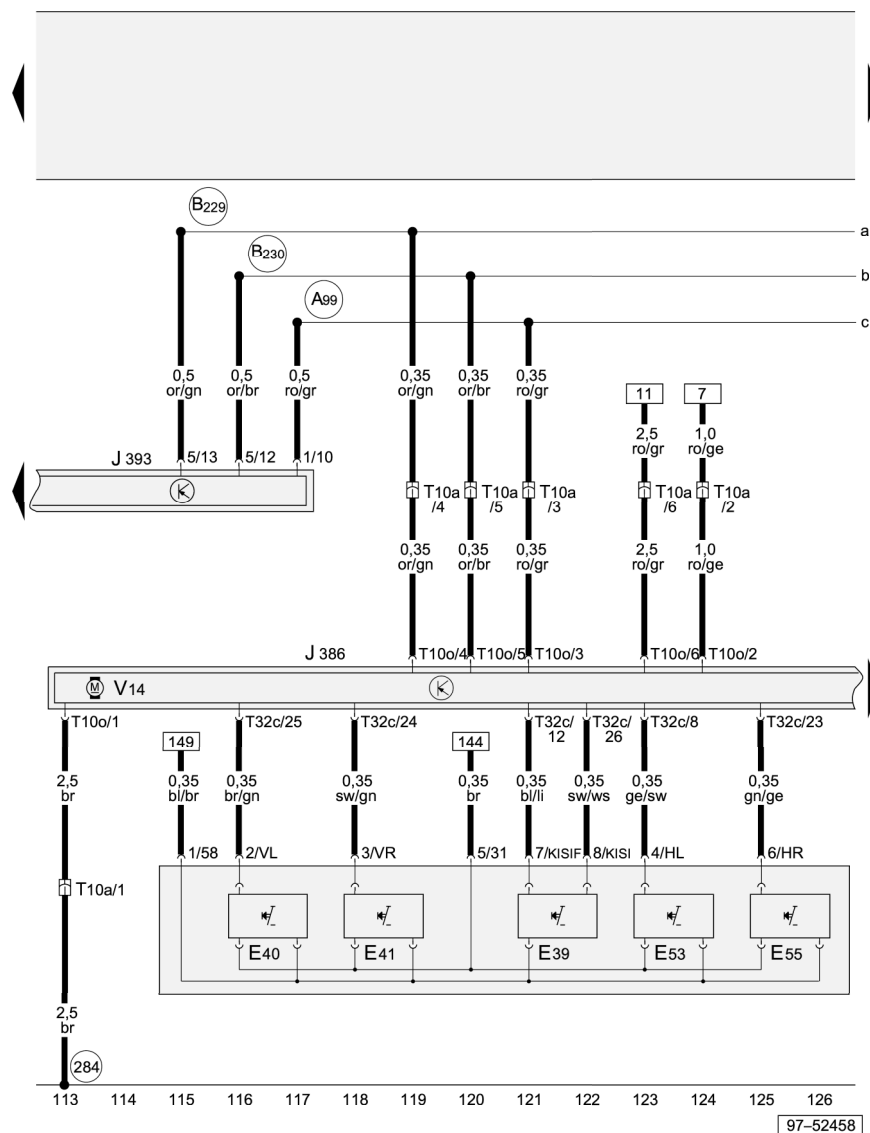 B229
a
B230
b
A99
c
0,5 0,5 0,5 0,35 0,35 0,35
or/gn or/br ro/gr or/gn or/br ro/gr
11 7
2,5 1,0
ro/gr ro/ge
J 393 5/13 5/12 1/10
T10a T10a T10a T10a T10a
/4 /5 /3 /6 /2
0,35 0,35 0,35 2,5 1,0
or/gn or/br ro/gr ro/gr ro/ge
J 386 T10o/4 T10o/5 T10o/3 T10o/6 T10o/2
M V14
T10o/1 T32c/25 T32c/24 T32c/ T32c/ T32c/8 T32c/23
12 26
149 144
2,5 0,35 0,35 0,35 0,35 0,35 0,35 0,35 0,35
br bl/br br/gn sw/gn br bl/li sw/ws ge/sw gn/ge
1/58 2/VL 3/VR 5/31 7/KISIF 8/KISI 4/HL 6/HR
T10a/1
E40 E41 E39 E53 E55
2,5
br
284
113 114 115 116 117 118 119 120 121 122 123 124 125 126
97–52458